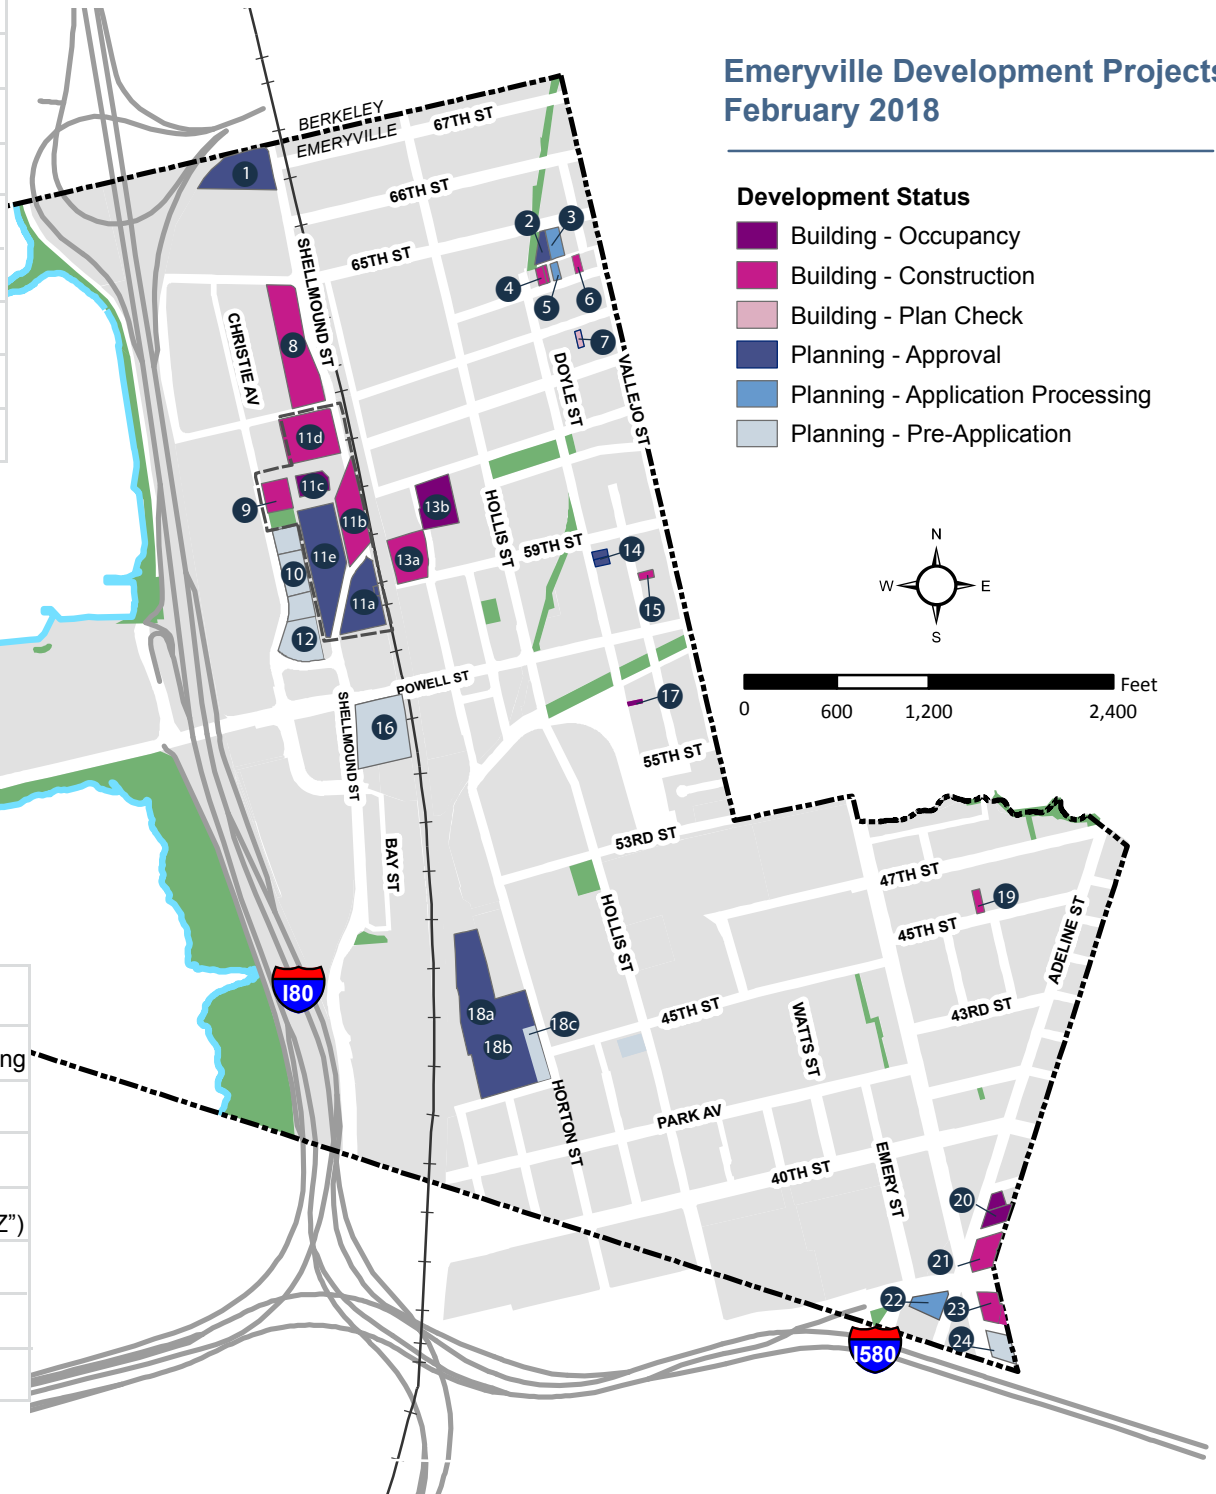 Emeryville Development Projects
February 2018
Development Status
Building - Occupancy
Building - Construction
Building - Plan Check
Planning - Approval
Planning - Application Processing
Planning - Pre-Application
N
W
E
S
Feet
0
600
1,200
2,400
BERKELEY
EMERYVILLE
67TH ST
66TH ST
65TH ST
SHELLMOUND ST
CHRISTIE AV
DOYLE ST
VALLEJO ST
HOLLIS ST
59TH ST
POWELL ST
SHELLMOUND ST
55TH ST
53RD ST
BAY ST
HOLLIS ST
47TH ST
45TH ST
ADELINE ST
43RD ST
45TH ST
WATTS ST
PARK AV
HORTON ST
40TH ST
EMERY ST
I80
I580
1
2
3
4
5
6
7
8
11d
11c
9
11b
13b
11e
13a
10
11a
12
14
15
16
17
18a
18b
18c
19
20
21
22
23
24
ng
Z”)